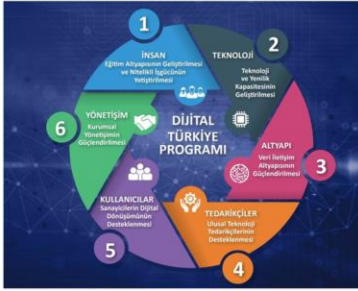 DİJİTAL
TÜRKİYE
PROGRAMI
1
İNSAN
Eğitim Altyapısının Geliştirilmesi
ve Nitelikli İşgücünün
Yetiştirilmesi
2
TEKNOLOJİ
Teknoloji
ve Yenilik
Kapasitesinin
Geliştirilmesi
3
ALTYAPI
Veri İletişim
Altyapısının
Güçlendirilmesi
4
TEDARİKÇİLER
Ulusal Teknoloji
Tedarikçilerinin
Desteklenmesi
5
KULLANICILAR
Sanayicilerin Dijital
Dönüşümünün
Desteklenmesi
6
YÖNETİŞİM
Kurumsal
Yönetimin
Güçlendirilmesi